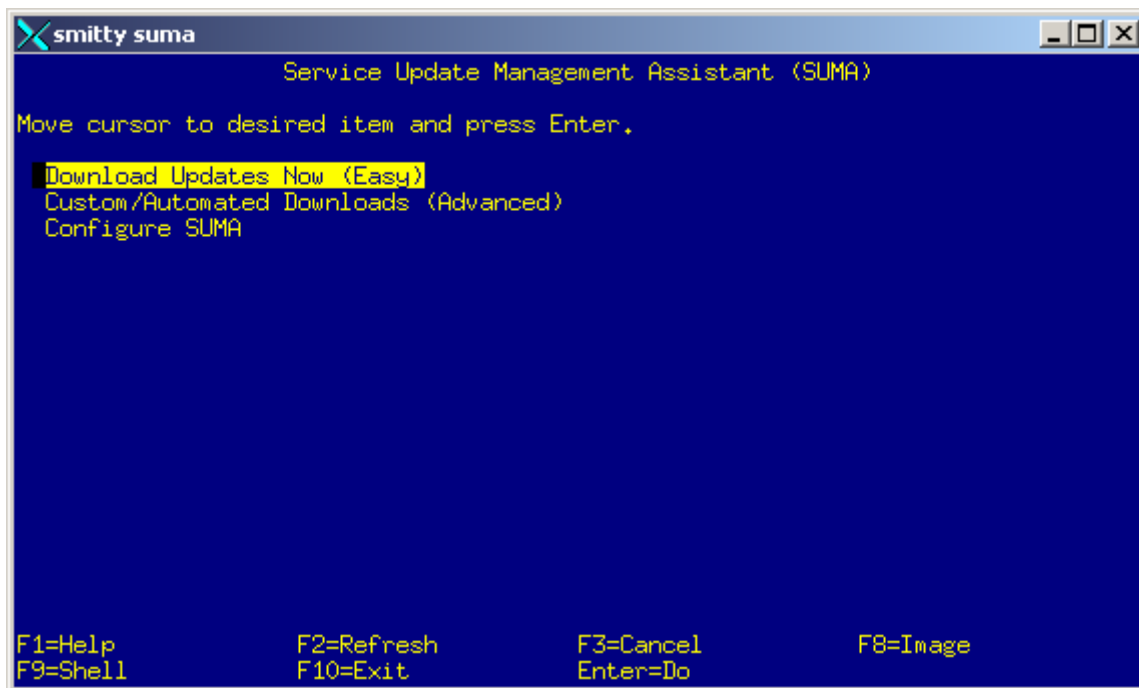 smitty suma
Service Update Management Assistant (SUMA)
Move cursor to desired item and press Enter.
Download Updates Now (Easy)
Custom/Automated Downloads (Advanced)
Configure SUMA
F1=Help F2=Refresh F3=Cancel F8=Image
F9=Shell F10=Exit Enter=Do